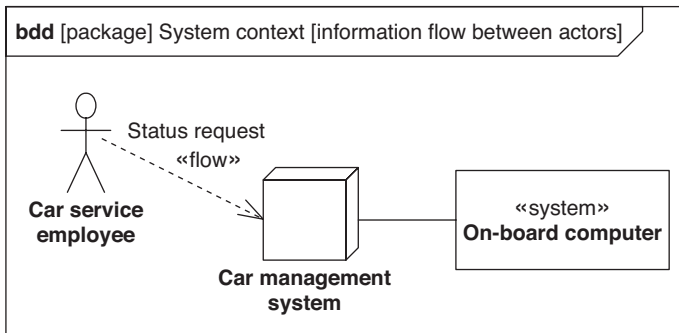 bdd [package] System context [information flow between actors]
Status request
«flow»
Car service
employee
Car management
system
«system»
On-board computer